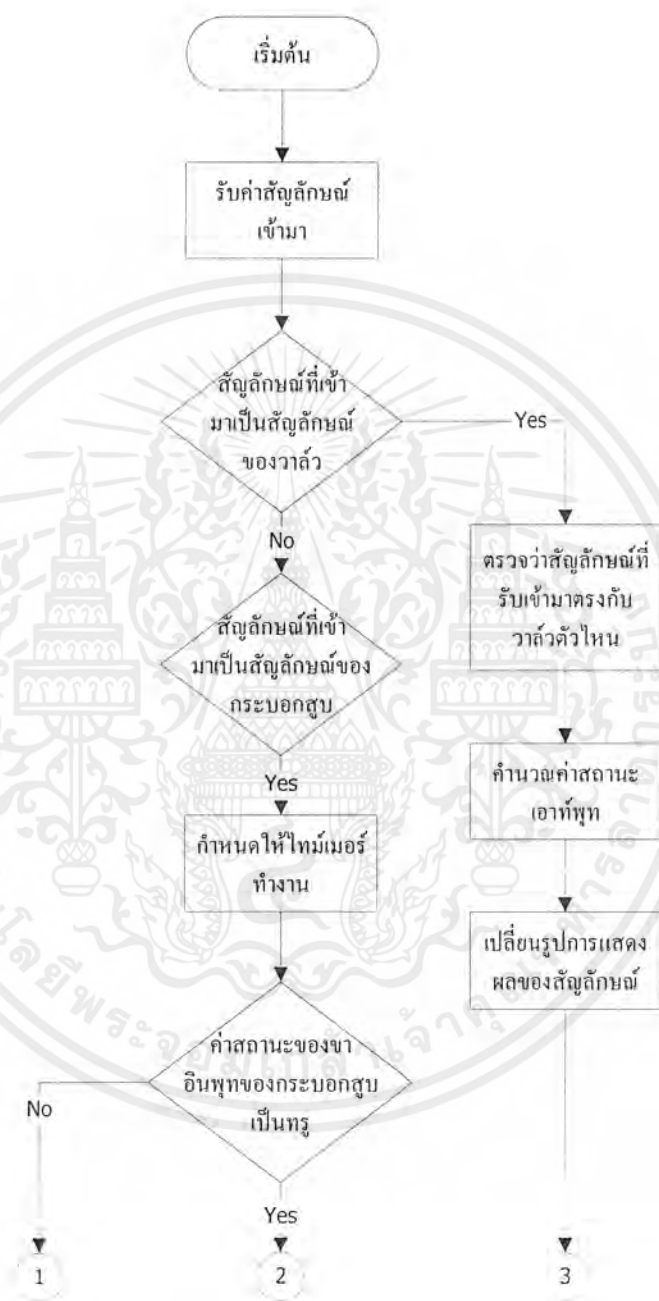 เริ่มต้น
รับค่าสัญลักษณ์
เข้ามา
สัญลักษณ์ที่เข้า
มาเป็นสัญลักษณ์
ของวาล์ว
Yes
No
ตรวจว่าสัญลักษณ์ที่
รับเข้ามาตรงกับ
วาล์วตัวไหน
สัญลักษณ์ที่เข้า
มาเป็นสัญลักษณ์ของ
กระบอกสูบ
Yes
คำนวณค่าสถานะ
เอาท์พุท
กำหนดให้ไทม์เมอร์
ทำงาน
เปลี่ยนรูปการแสดง
ผลของสัญลักษณ์
ค่าสถานะของขา
อินพุทของกระบอกสูบ
เป็นทรู
No
Yes
1
2
3